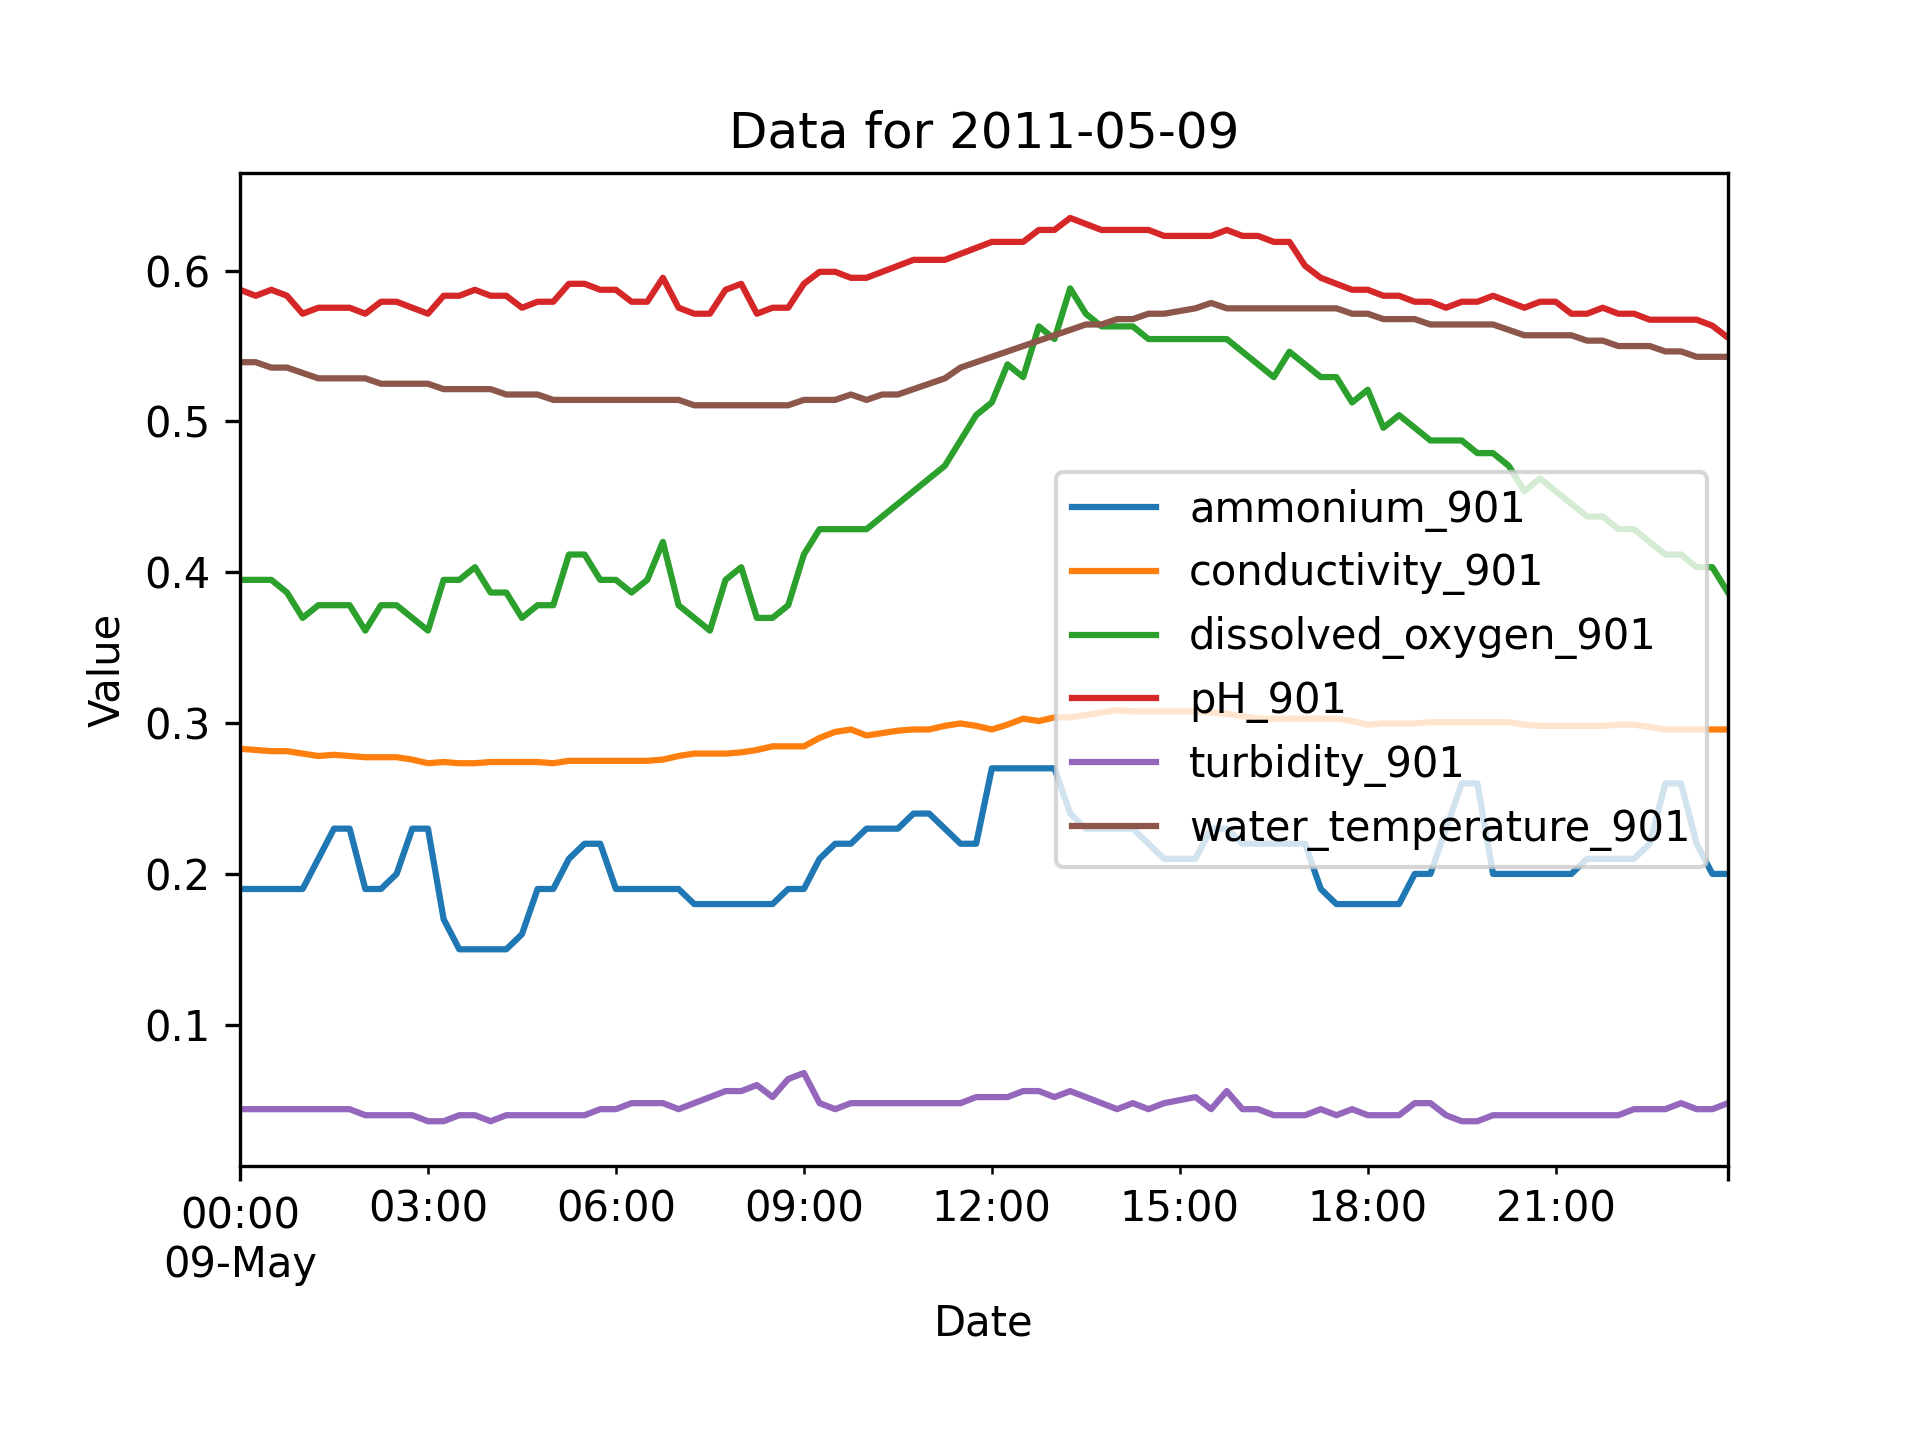 Data for 2011-05-09
0.6
0.5
0.4
0.3
0.2
0.1
Value
ammonium_901
conductivity_901
dissolved_oxygen_901
pH_901
turbidity_901
water_temperature_901
00:00 03:00 06:00 09:00 12:00 15:00 18:00 21:00
09-May
Date